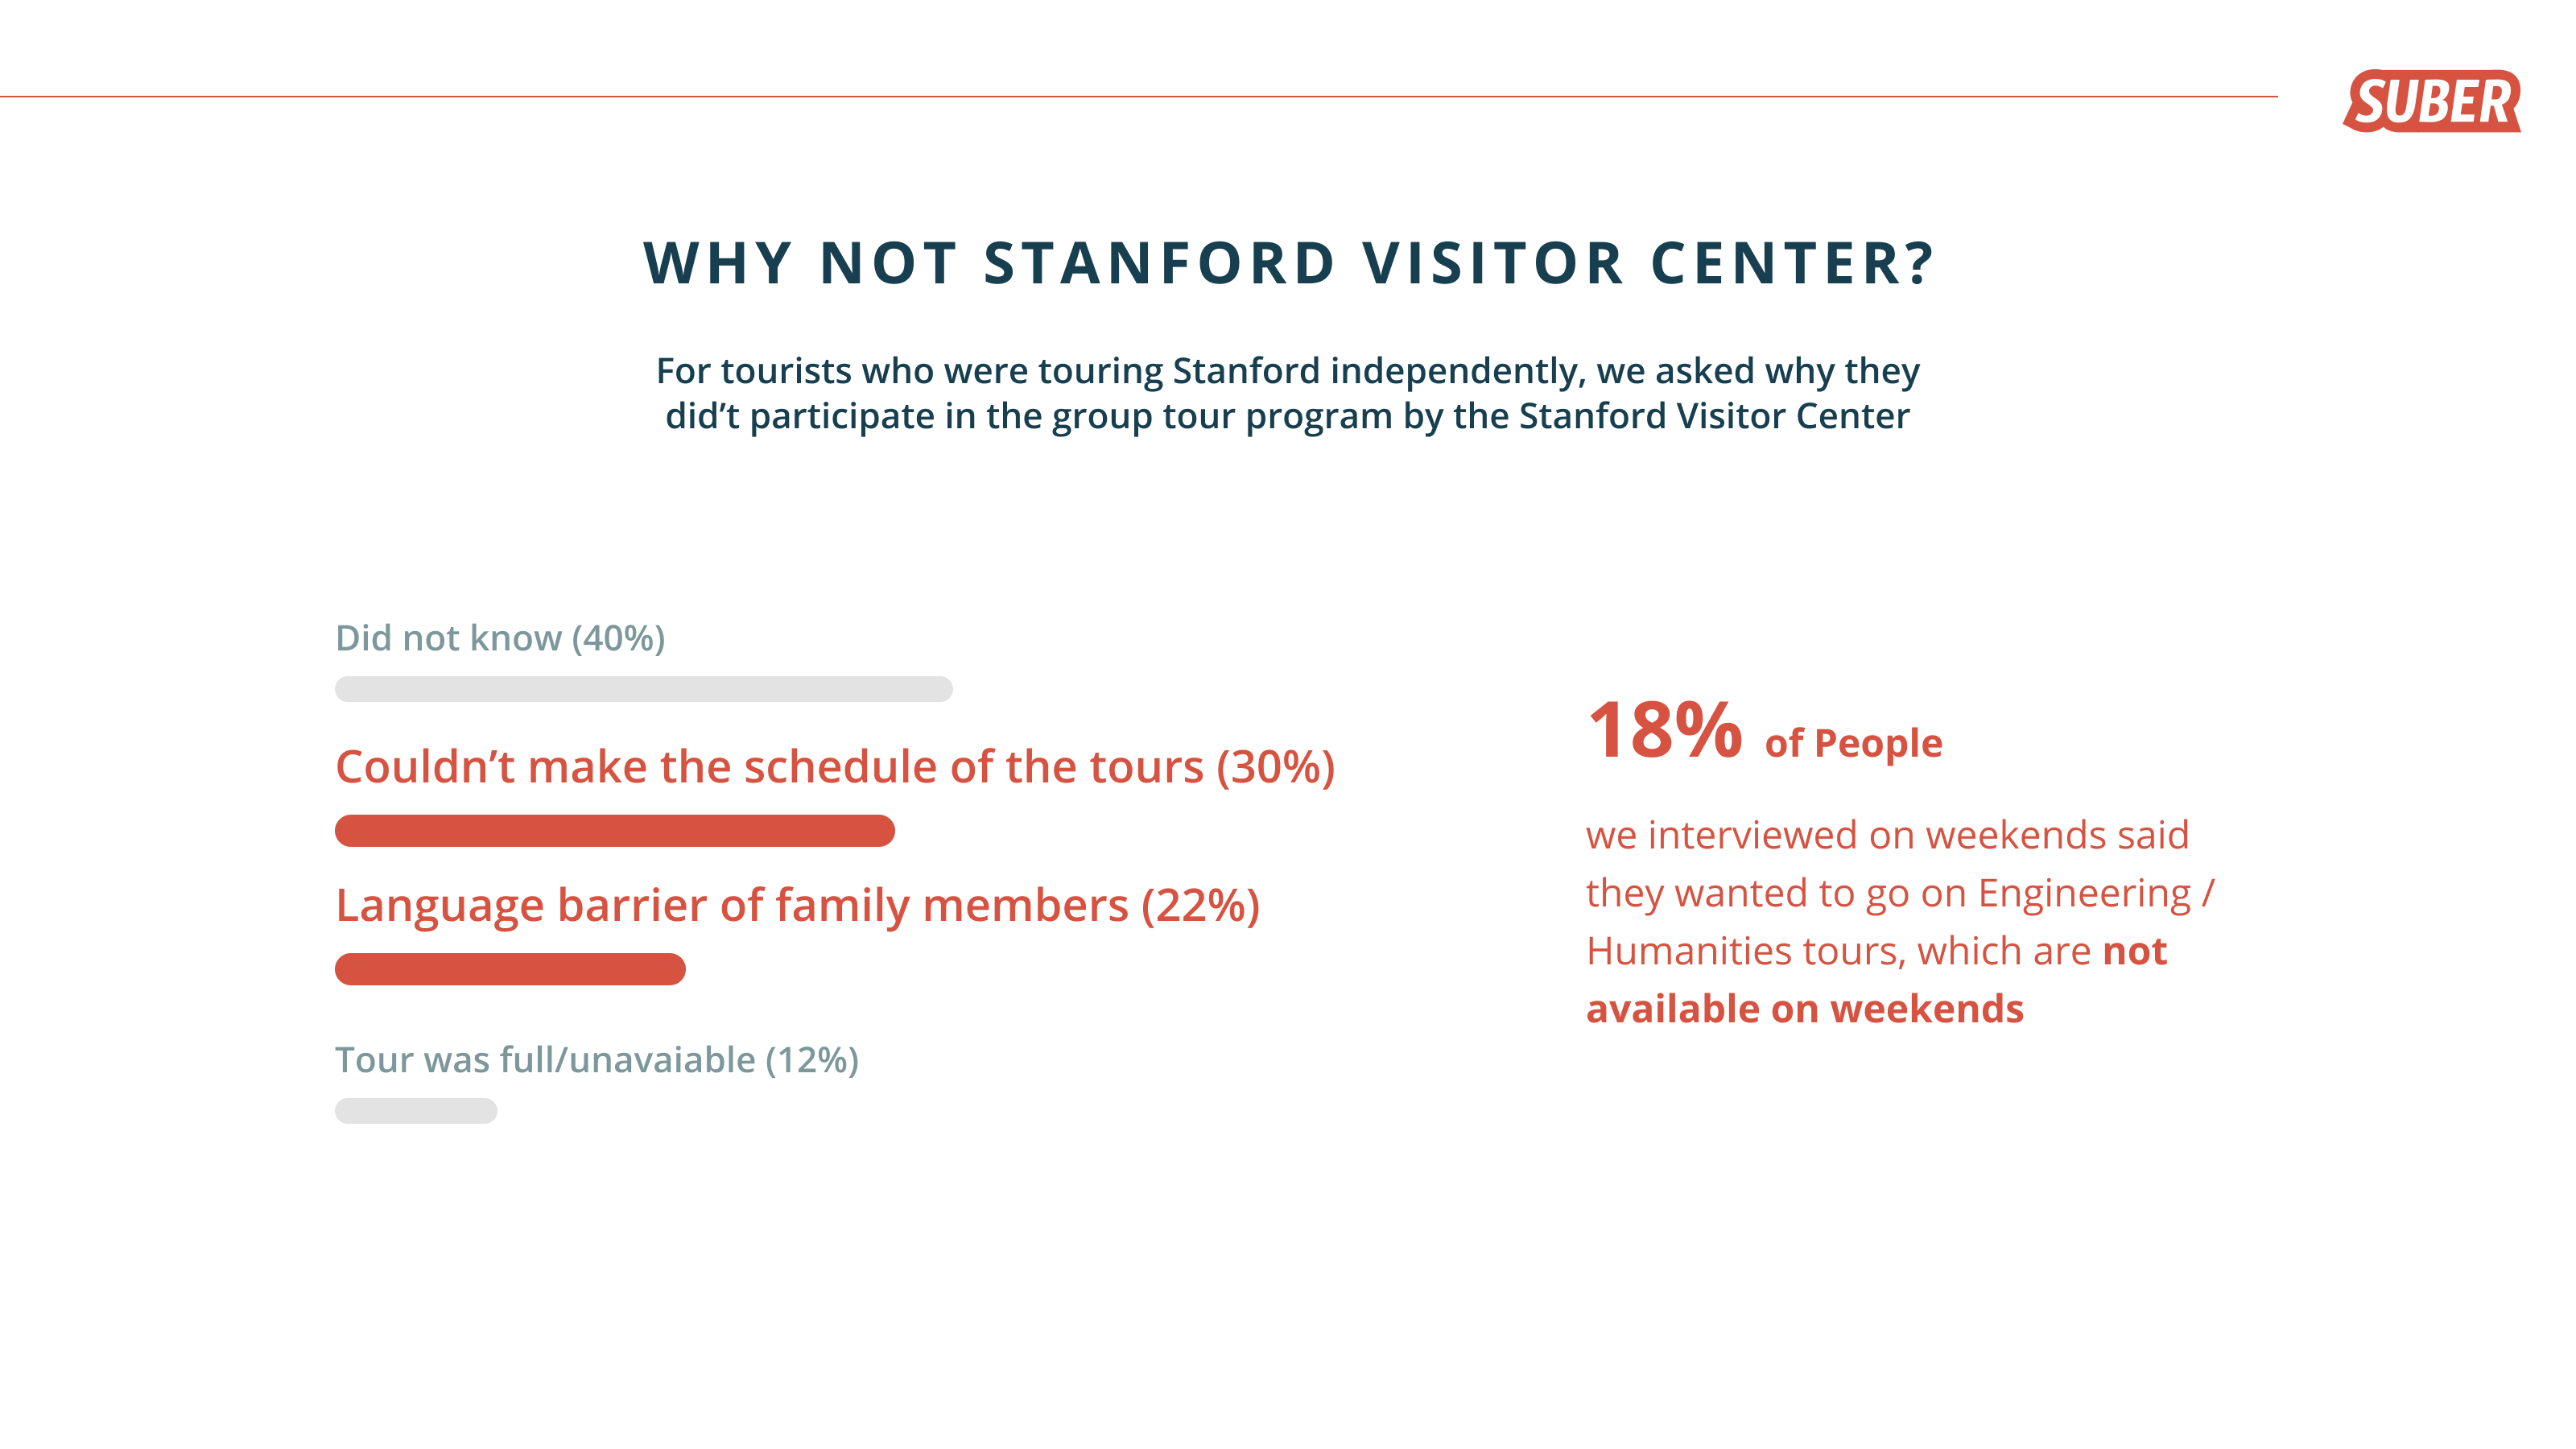 SUBER
WHY NOT STANFORD VISITOR CENTER?
For tourists who were touring Stanford independently, we asked why they
did’t participate in the group tour program by the Stanford Visitor Center
Did not know (40%)
Couldn’t make the schedule of the tours (30%)
Language barrier of family members (22%)
Tour was full/unavaiable (12%)
18% of People
we interviewed on weekends said
they wanted to go on Engineering /
Humanities tours, which are not
available on weekends